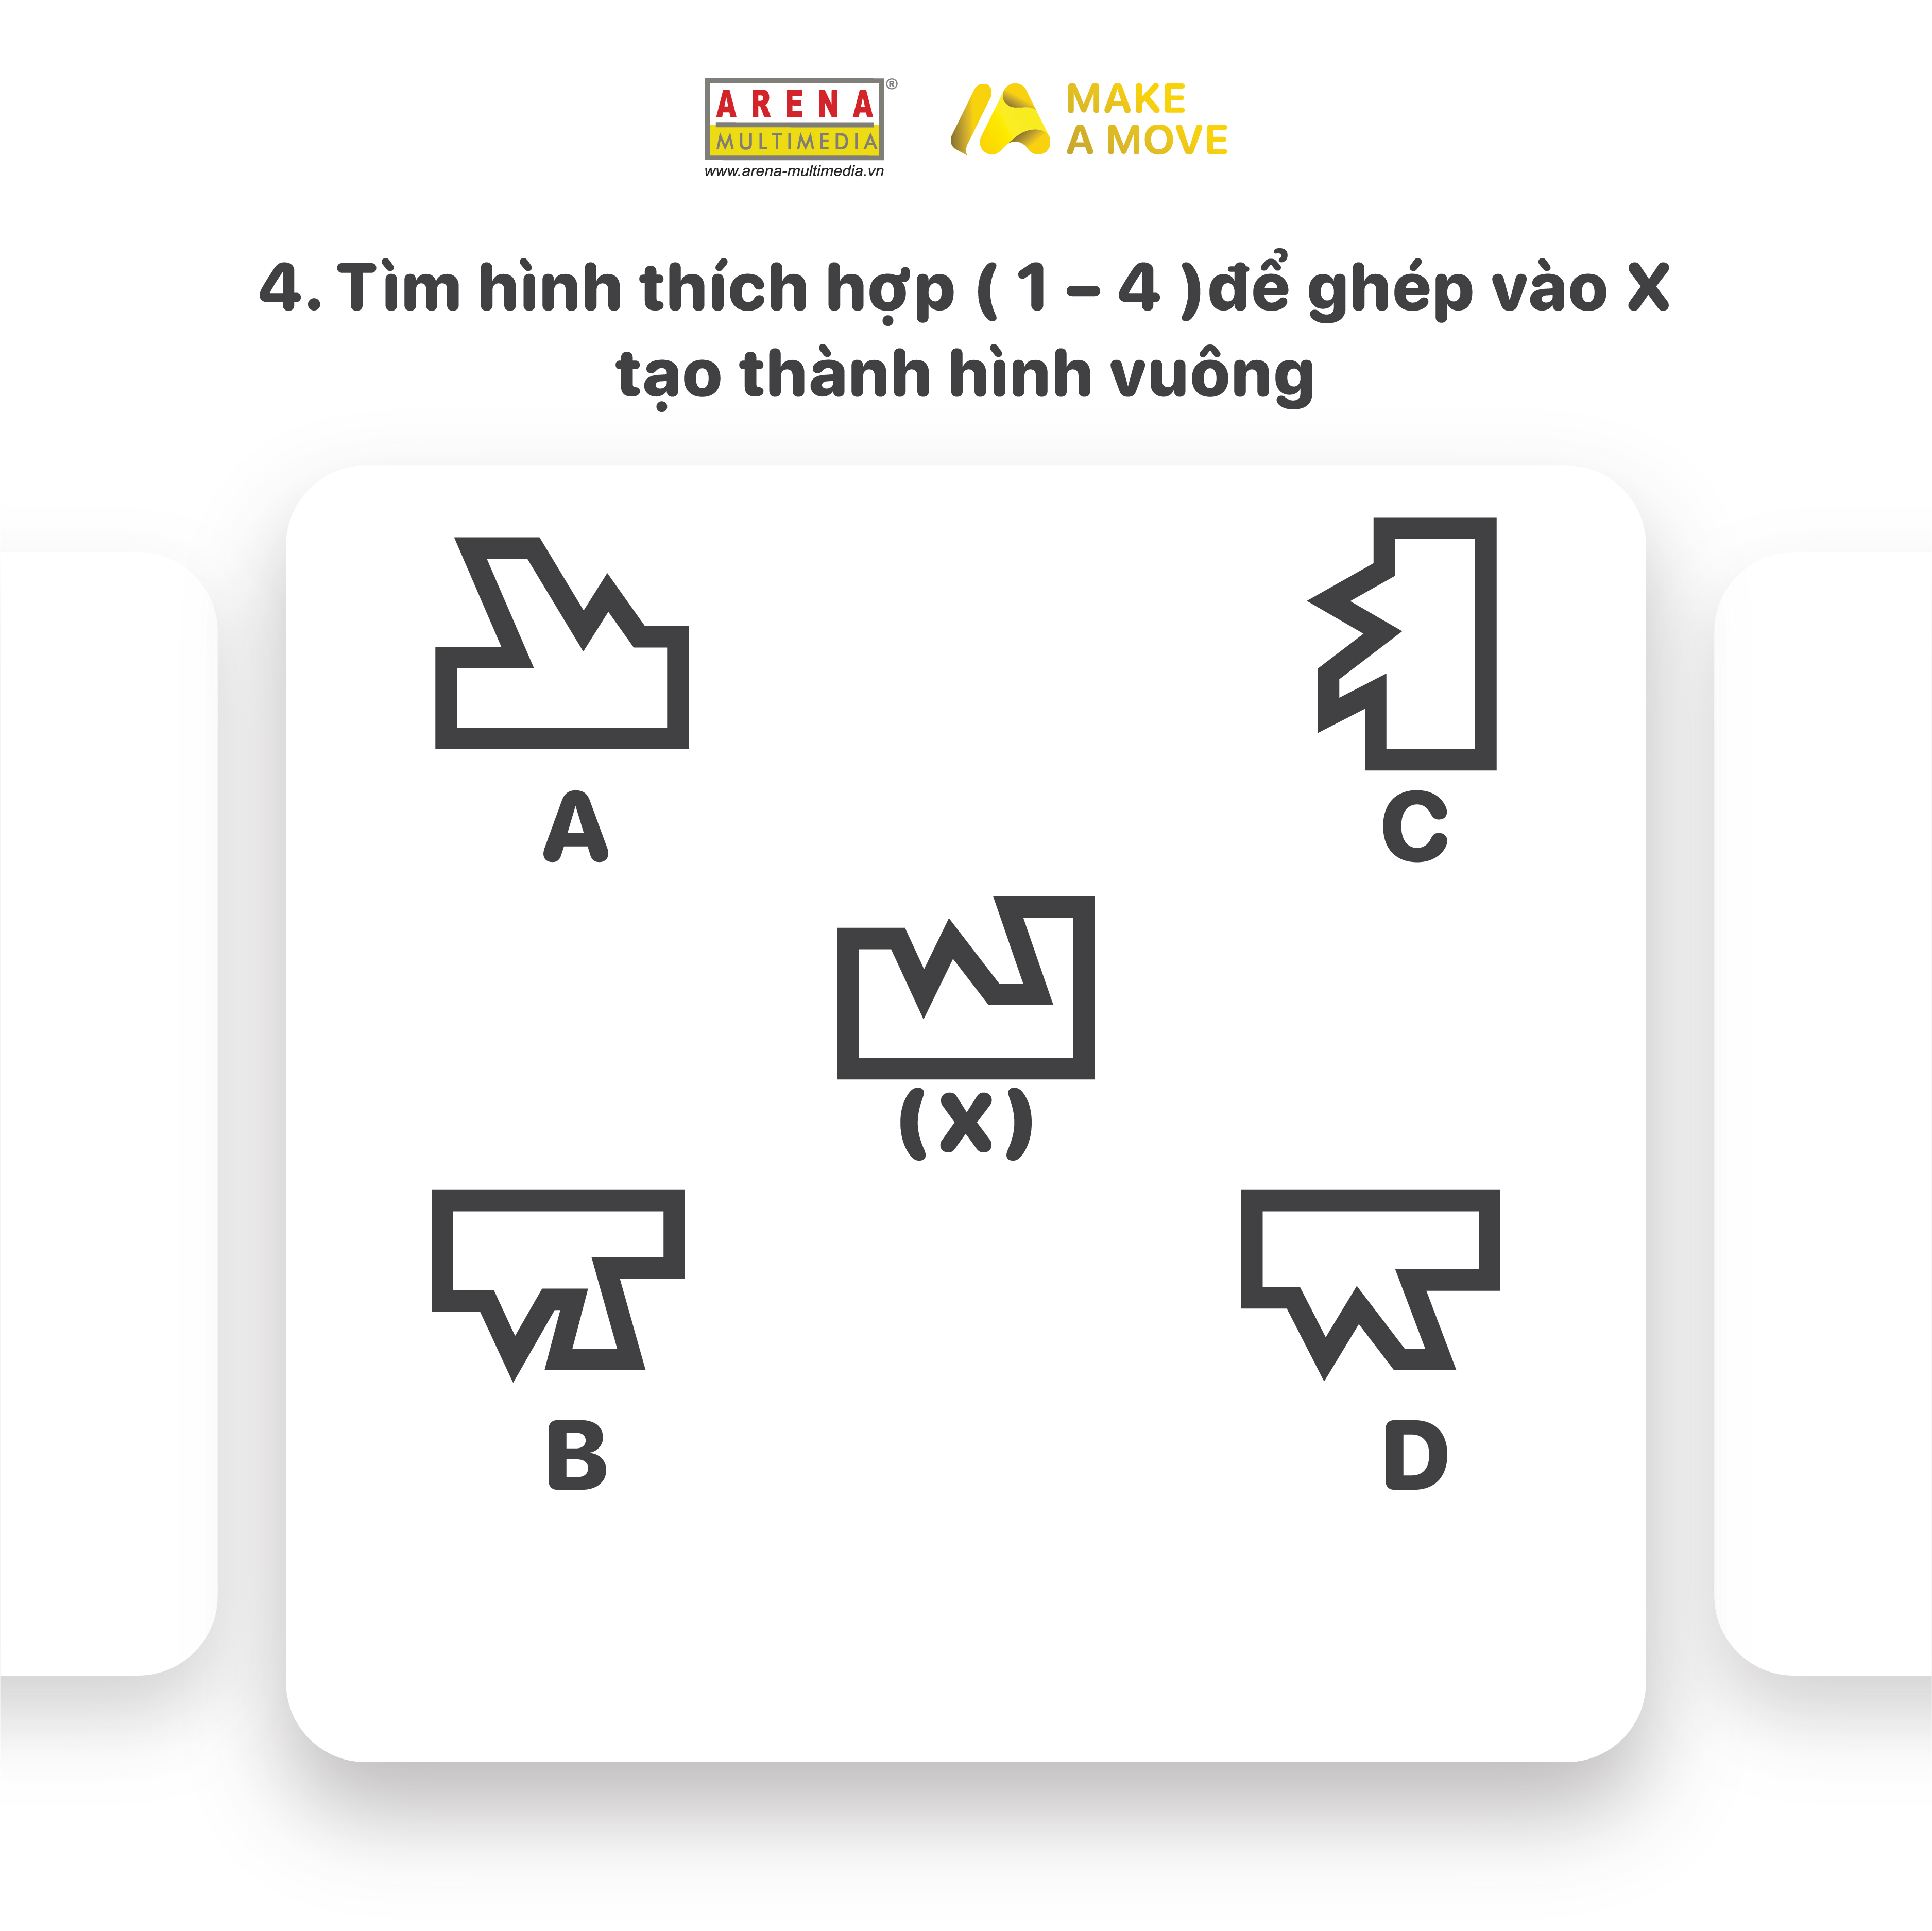 ARENA ®
MULTIMEDIA
www.arena-multimedia.vn
MAKE
A MOVE
4. Tìm hình thích hợp ( 1 – 4 ) để ghép vào X
tạo thành hình vuông
A
C
(X)
B
D